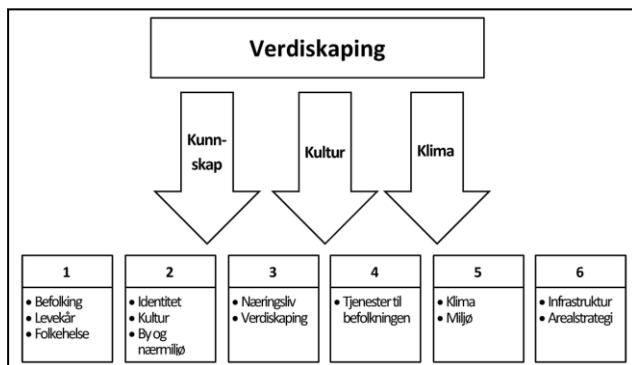 Verdiskaping
Kunn-
skap
Kultur
Klima
1
• Befolking
• Levekår
• Folkehelse
2
• Identitet
• Kultur
• By og
nærmiljø
3
• Næringsliv
• Verdiskaping
4
• Tjenester til
befolkningen
5
• Klima
• Miljø
6
• Infrastruktur
• Arealstrategi